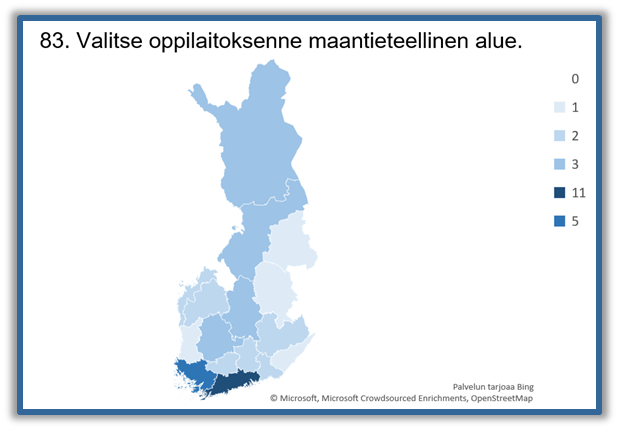 83. Valitse oppilaitoksenne maantieteellinen alue.
0
1
2
3
11
5
Palvelun tarjoaa Bing
© Microsoft, Microsoft Crowdsourced Enrichments, OpenStreetMap